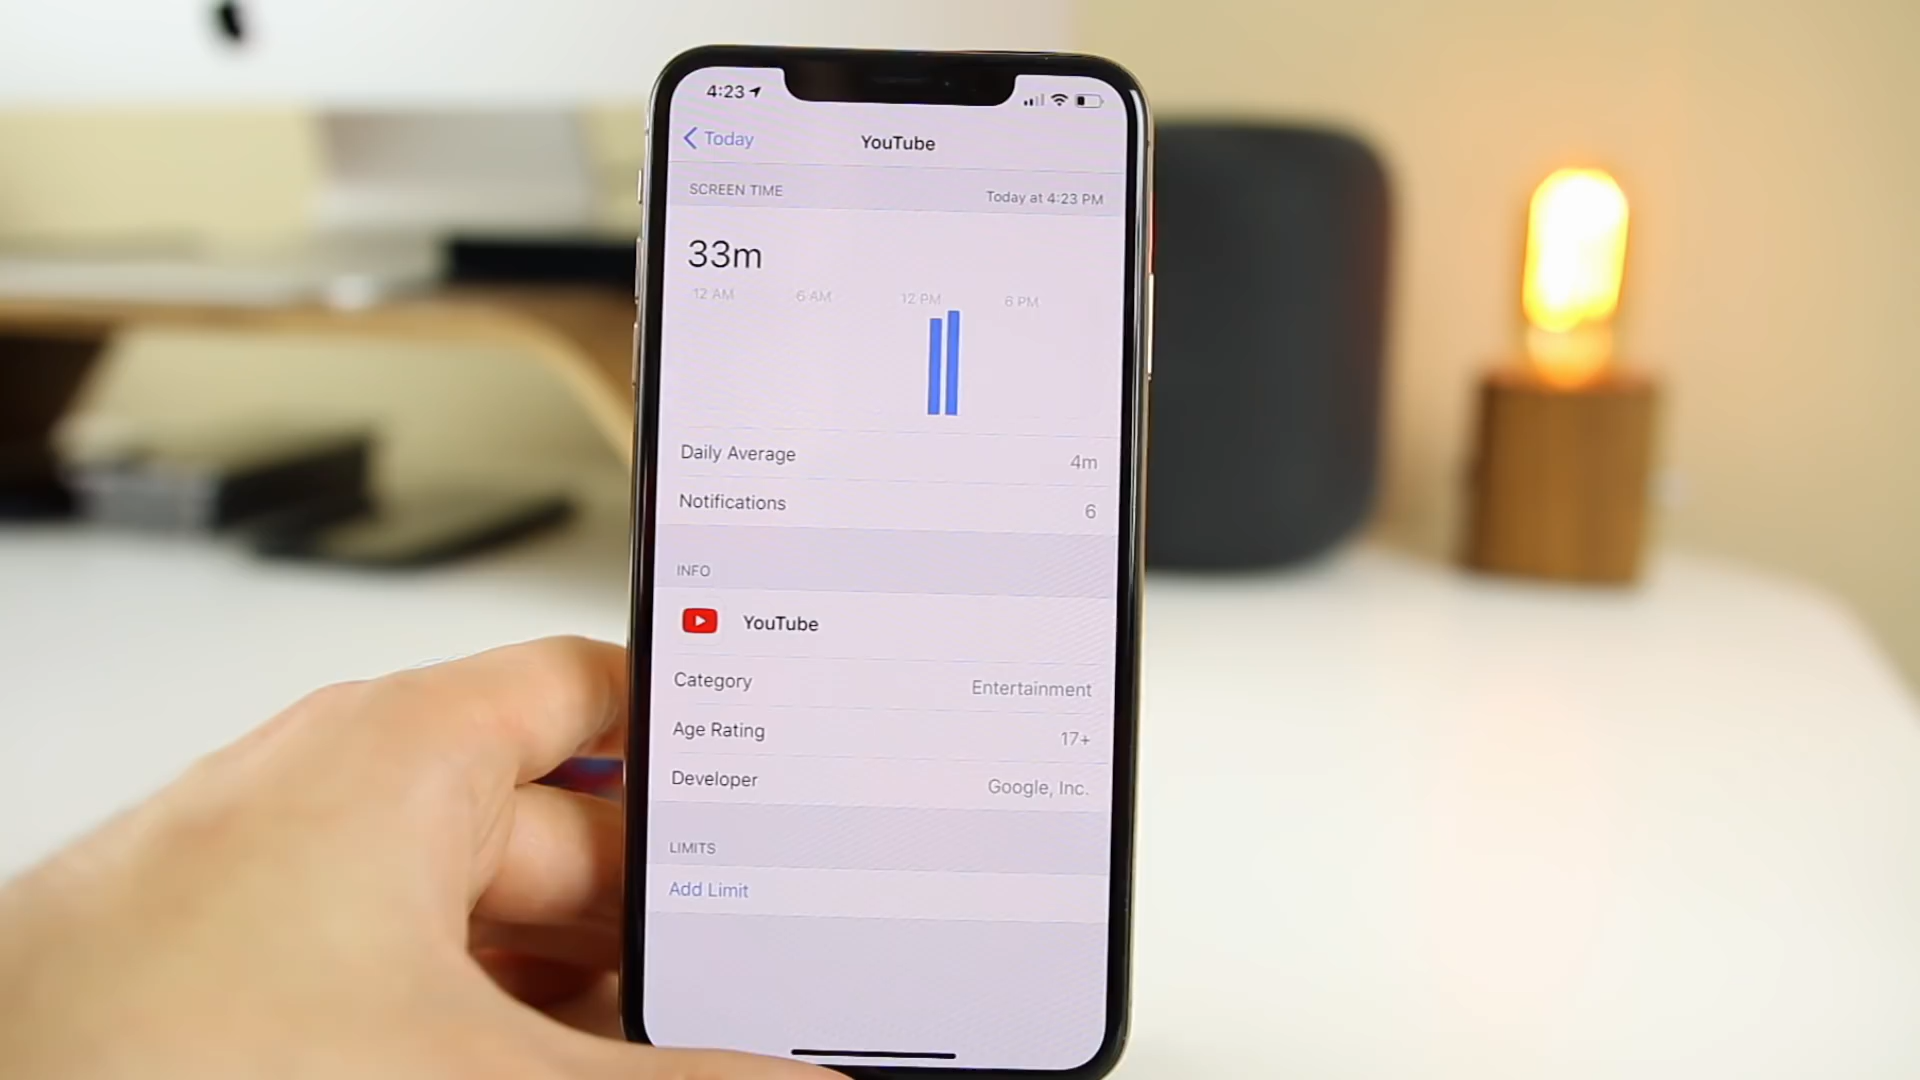 4:23
Today
YouTube
SCREEN TIME
Today at 4:23 PM
33m
12 AM 6 AM 12 PM 6 PM
Daily Average 4m
Notifications 6
INFO
YouTube
Category Entertainment
Age Rating 17+
Developer Google, Inc.
LIMITS
Add Limit